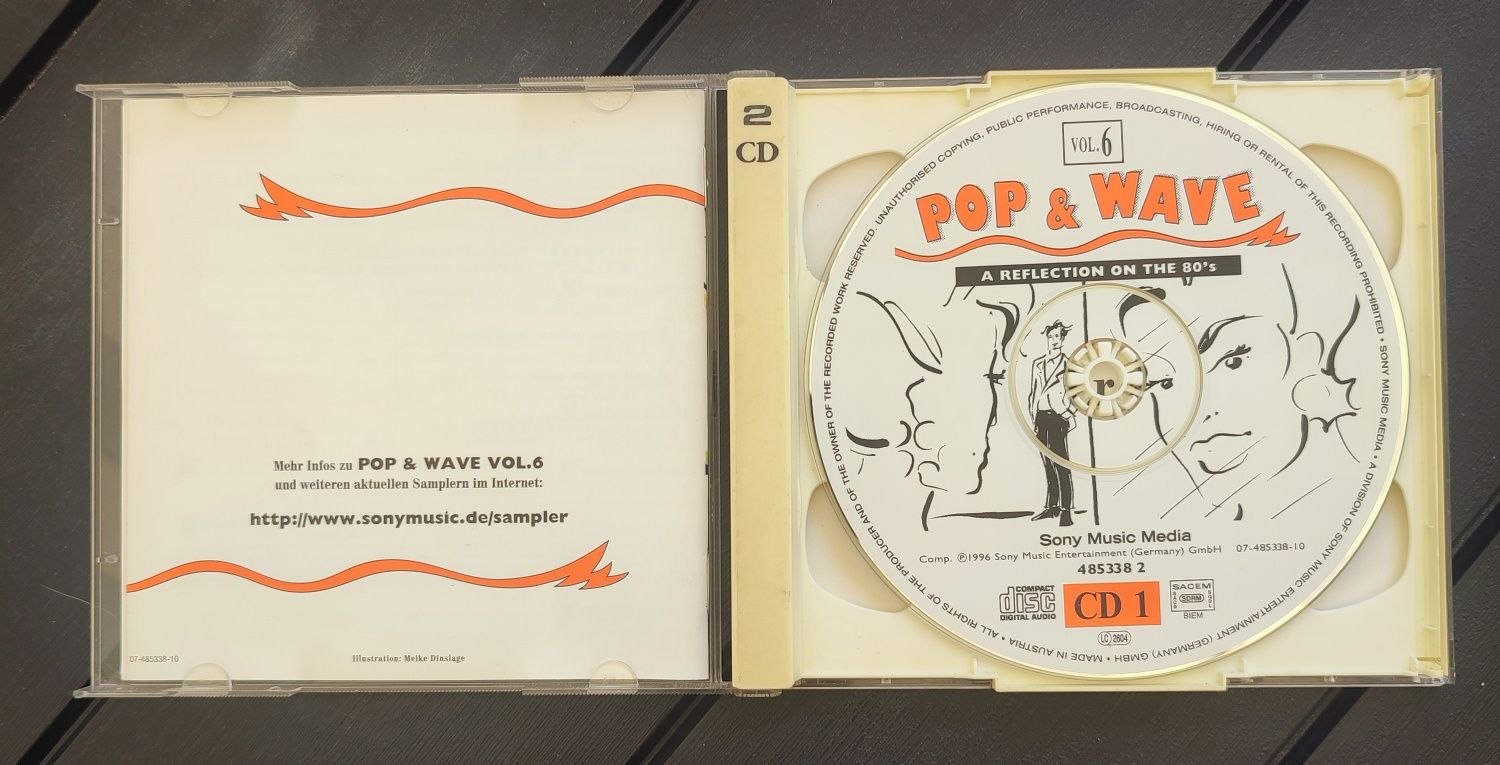 Mehr Infos zu POP & WAVE VOL.6
und weiteren aktuellen Samplern im Internet:
http://www.sonymusic.de/sampler
07-485338-10
Illustration: Meike Dinslage
2
CD
UNAUTHORISED COPYING, PUBLIC PERFORMANCE, BROADCASTING, HIRING OR RENTAL OF THIS RECORDING PROHIBITED • SONY MUSIC MEDIA • A DIVISION OF SONY MUSIC ENTERTAINMENT (GERMANY) GMBH • MADE IN AUSTRIA • ALL RIGHTS OF THE PRODUCER AND OF THE OWNER OF THE RECORDED WORK RESERVED.
VOL.6
POP & WAVE
A REFLECTION ON THE 80's
r
Sony Music Media
Comp. ℗1996 Sony Music Entertainment (Germany) GmbH 07-485338-10
485338 2
COMPACT
disc
DIGITAL AUDIO
CD 1
SACEM
SDRM
BIEM
LC 2604